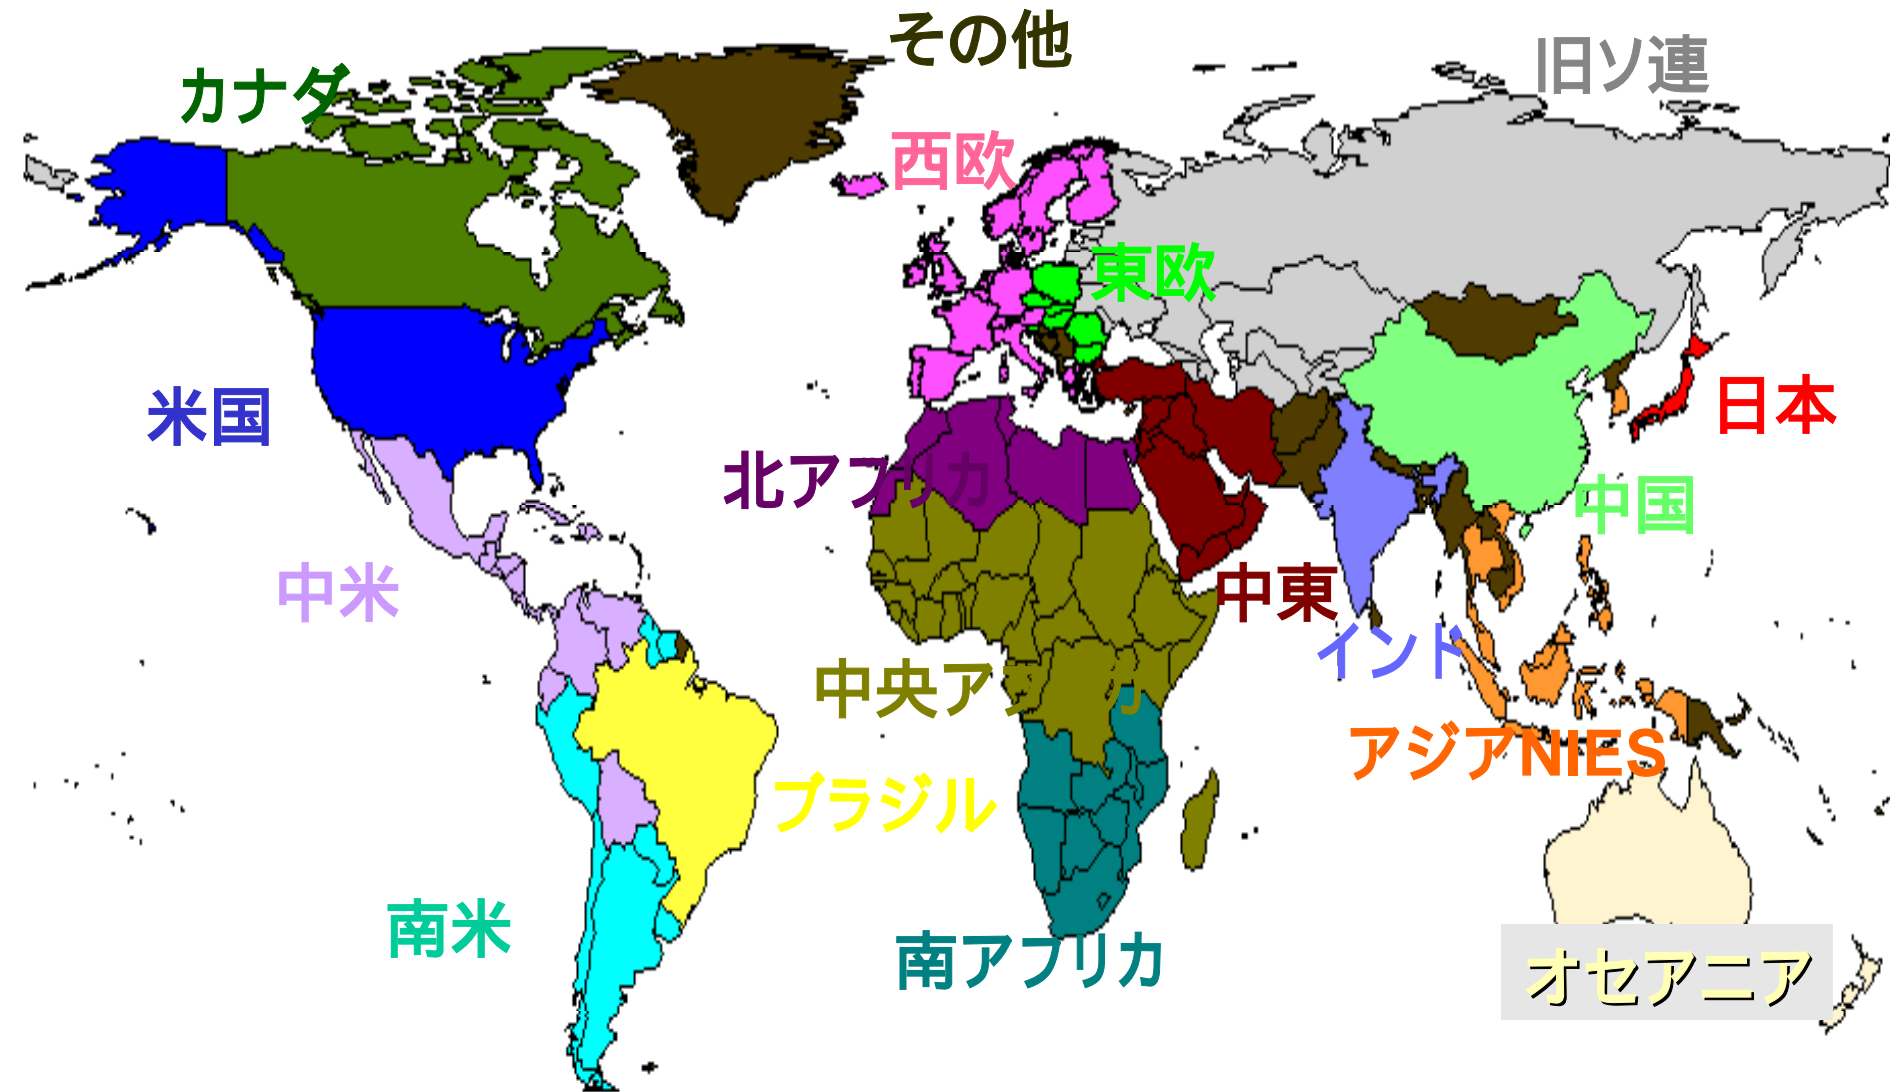 その他
カナダ
旧ソ連
西欧
東欧
米国
日本
北アフリカ
中国
中米
中東
インド
中央アフリカ
アジアNIES
ブラジル
南米
南アフリカ
オセアニア